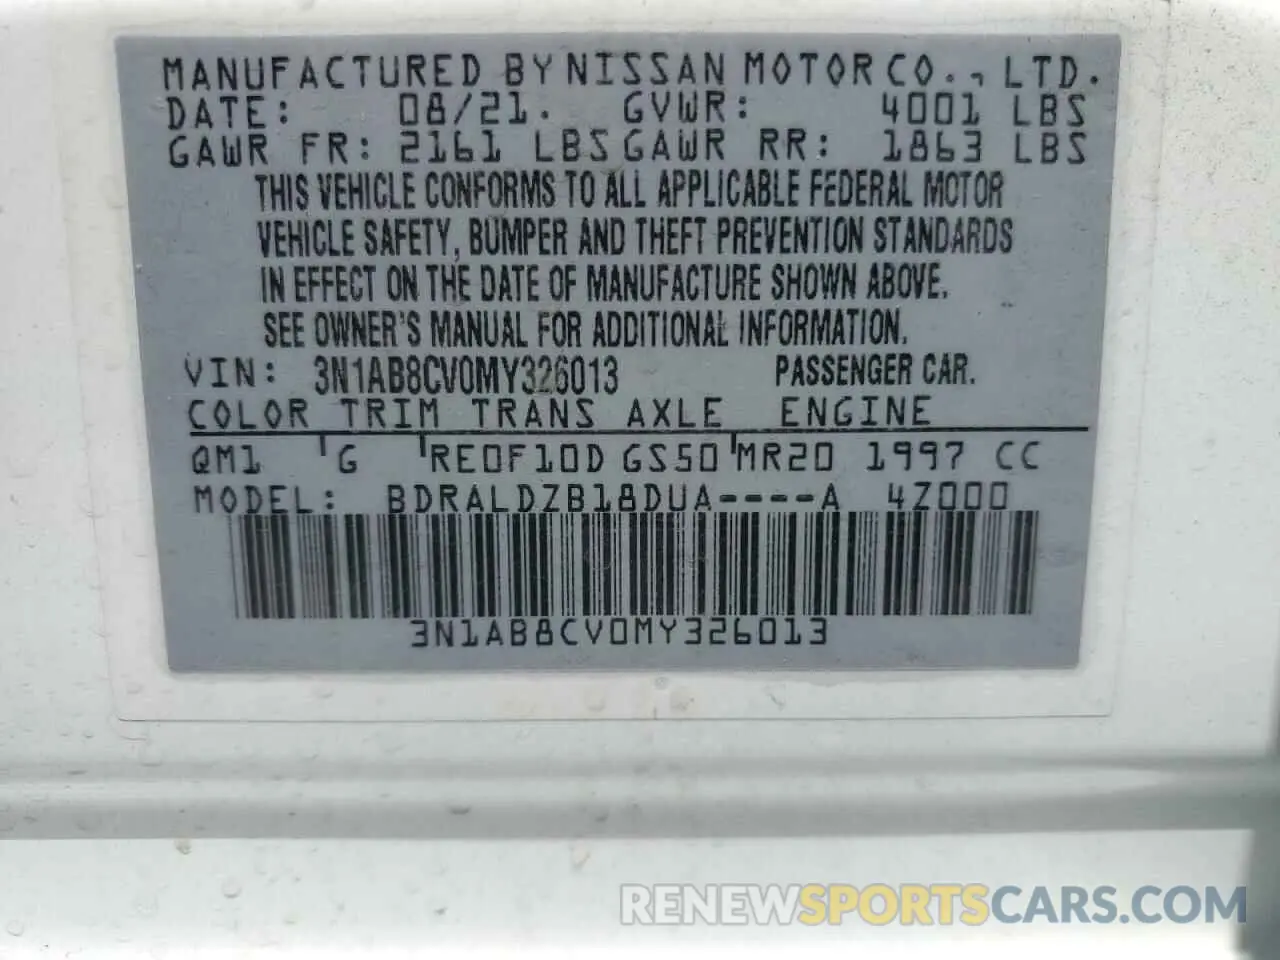 MANUFACTURED BY NISSAN MOTOR CO., LTD.
DATE: 08/21. GVWR: 4001 LBS
GAWR FR: 2161 LBS GAWR RR: 1863 LBS
THIS VEHICLE CONFORMS TO ALL APPLICABLE FEDERAL MOTOR
VEHICLE SAFETY, BUMPER AND THEFT PREVENTION STANDARDS
IN EFFECT ON THE DATE OF MANUFACTURE SHOWN ABOVE.
SEE OWNER'S MANUAL FOR ADDITIONAL INFORMATION.
VIN: 3N1AB8CV0MY326013 PASSENGER CAR.
COLOR TRIM TRANS AXLE ENGINE
QM1 G RE0F10D GS50 MR20 1997 CC
MODEL: BDRALDZB18DUA----A 4Z000
3N1AB8CV0MY326013
RENEWSPORTSCARS.COM